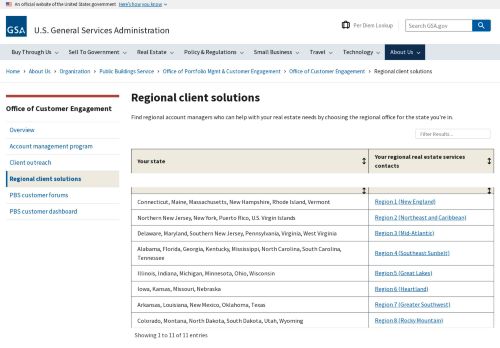 An official website of the United States government Here's how you know
GSA
U.S. General Services Administration
Per Diem Lookup
Search GSA.gov
Buy Through Us
Sell To Government
Real Estate
Policy & Regulations
Small Business
Travel
Technology
About Us
Home › About Us › Organization › Public Buildings Service › Office of Portfolio Mgmt & Customer Engagement › Office of Customer Engagement › Regional client solutions
Office of Customer Engagement
Overview
Account management program
Client outreach
Regional client solutions
PBS customer forums
PBS customer dashboard
Regional client solutions
Find regional account managers who can help with your real estate needs by choosing the regional office for the state you're in.
Filter Results...
Your state
Your regional real estate services
contacts
Connecticut, Maine, Massachusetts, New Hampshire, Rhode Island, Vermont
Region 1 (New England)
Northern New Jersey, New York, Puerto Rico, U.S. Virgin Islands
Region 2 (Northeast and Caribbean)
Delaware, Maryland, Southern New Jersey, Pennsylvania, Virginia, West Virginia
Region 3 (Mid-Atlantic)
Alabama, Florida, Georgia, Kentucky, Mississippi, North Carolina, South Carolina,
Tennessee
Region 4 (Southeast Sunbelt)
Illinois, Indiana, Michigan, Minnesota, Ohio, Wisconsin
Region 5 (Great Lakes)
Iowa, Kansas, Missouri, Nebraska
Region 6 (Heartland)
Arkansas, Louisiana, New Mexico, Oklahoma, Texas
Region 7 (Greater Southwest)
Colorado, Montana, North Dakota, South Dakota, Utah, Wyoming
Region 8 (Rocky Mountain)
Showing 1 to 11 of 11 entries